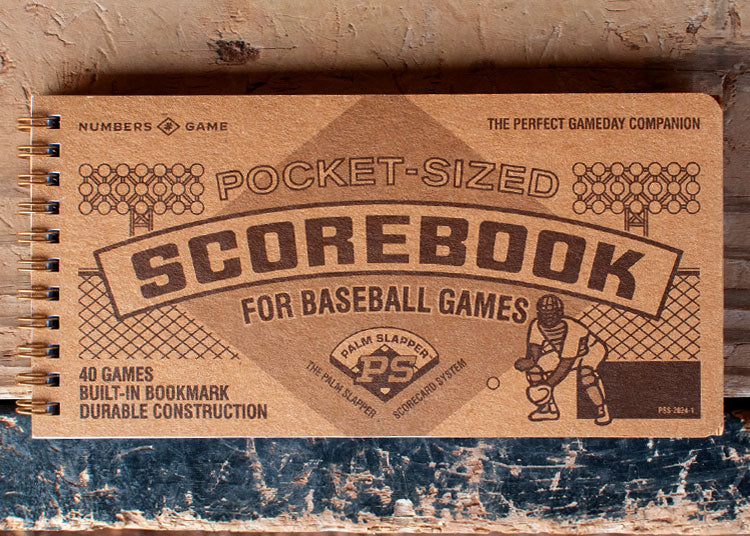 NUMBERS # GAME
THE PERFECT GAMEDAY COMPANION
POCKET-SIZED
SCOREBOOK
FOR BASEBALL GAMES
PALM SLAPPER
PS
THE PALM SLAPPER
SCORECARD SYSTEM
40 GAMES
BUILT-IN BOOKMARK
DURABLE CONSTRUCTION
PSS 2024-1